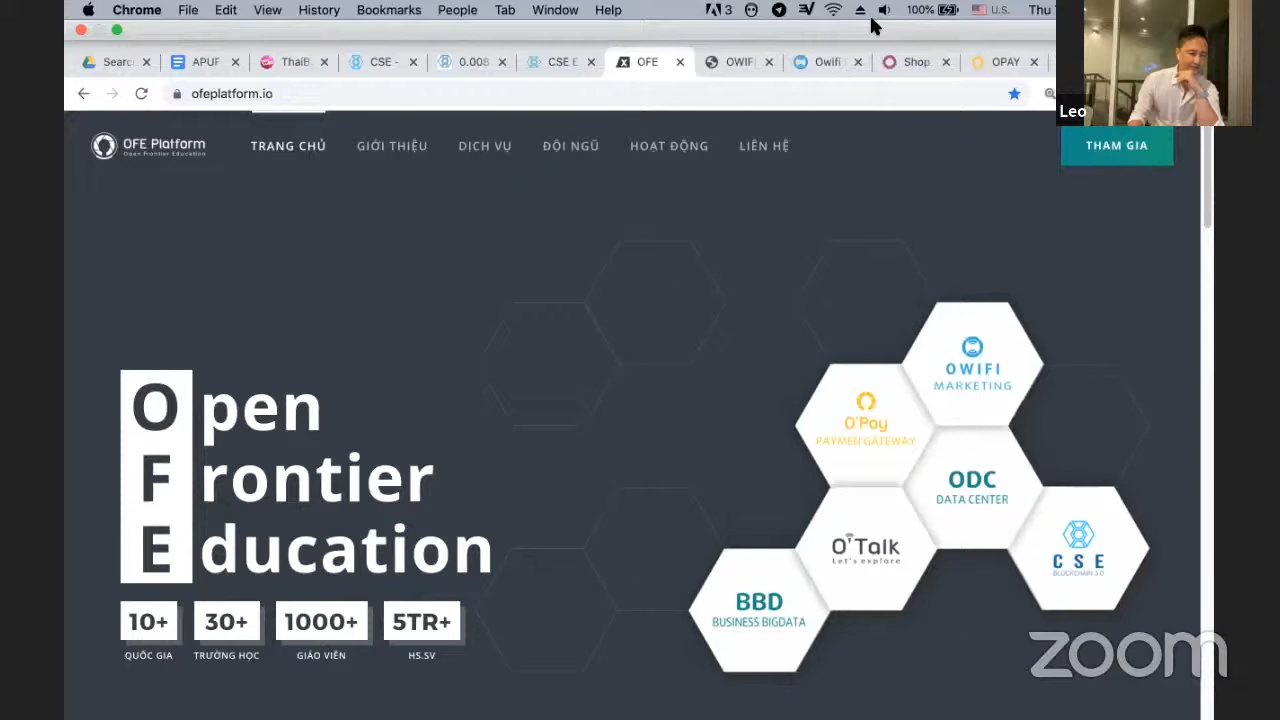 Chrome File Edit View History Bookmarks People Tab Window Help 3 100% U.S. Thu
Searc APUF ThaiB CSE - 0.00B CSE E OFE OWIF Owifi Shop OPAY
ofeplatform.io
Leo
OFE Platform
Open Frontier Education
TRANG CHỦ GIỚI THIỆU DỊCH VỤ ĐỘI NGŨ HOẠT ĐỘNG LIÊN HỆ THAM GIA
Open
Frontier
Education
10+ 30+ 1000+ 5TR+
QUỐC GIA TRƯỜNG HỌC GIÁO VIÊN HS.SV
OWIFI
MARKETING
O'Pay
PAYMENGATEWAY
ODC
DATA CENTER
O'Talk
Let's explore
CSE
BLOCKCHAIN 3.0
BBD
BUSINESS BIGDATA
zoom